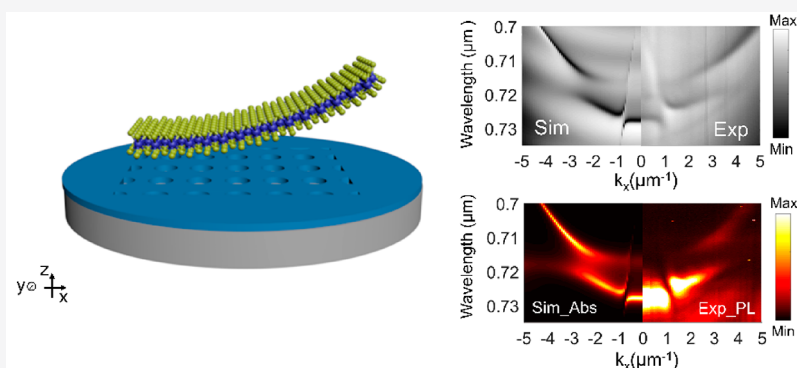 0.7
0.71
0.72
0.73
Wavelength (μm )
Sim
Exp
-5 -4 -3 -2 -1 0 1 2 3 4 5
kx(μm-1)
Max
Min
0.7
0.71
0.72
0.73
Wavelength (μm)
Sim_Abs
Exp_PL
-5 -4 -3 -2 -1 0 1 2 3 4 5
kx(μm-1)
Max
Min
z
y
x